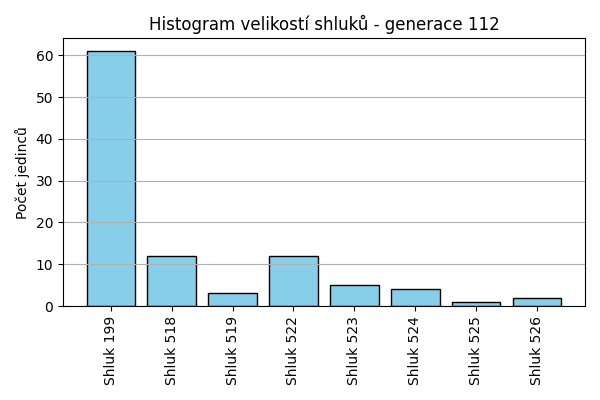 Histogram velikostí shluků - generace 112
Počet jedinců
60
50
40
30
20
10
0
Shluk 199
Shluk 518
Shluk 519
Shluk 522
Shluk 523
Shluk 524
Shluk 525
Shluk 526